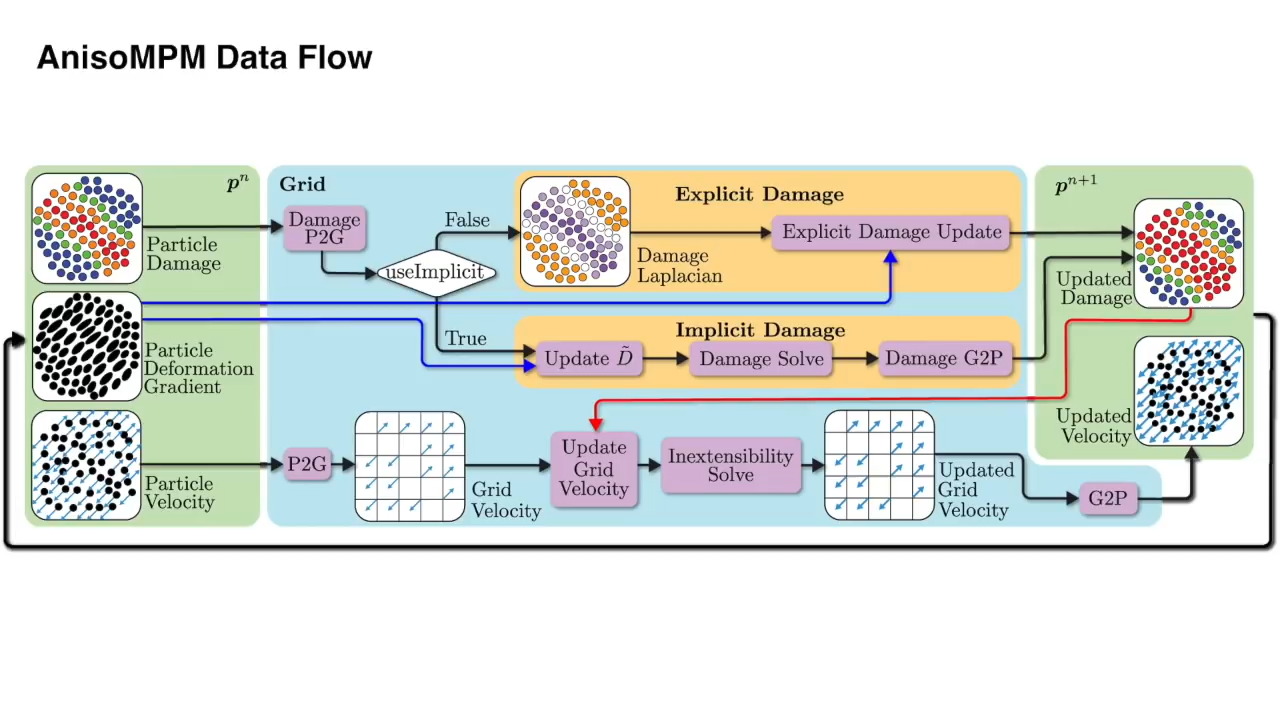 AnisoMPM Data Flow
pⁿ
Particle
Damage
Particle
Deformation
Gradient
Particle
Velocity
Grid
Damage
P2G
useImplicit
False
True
Explicit Damage
Damage
Laplacian
Explicit Damage Update
Implicit Damage
Update D̃
Damage Solve
Damage G2P
P2G
Grid
Velocity
Update
Grid
Velocity
Inextensibility
Solve
Updated
Grid
Velocity
G2P
pⁿ⁺¹
Updated
Damage
Updated
Velocity